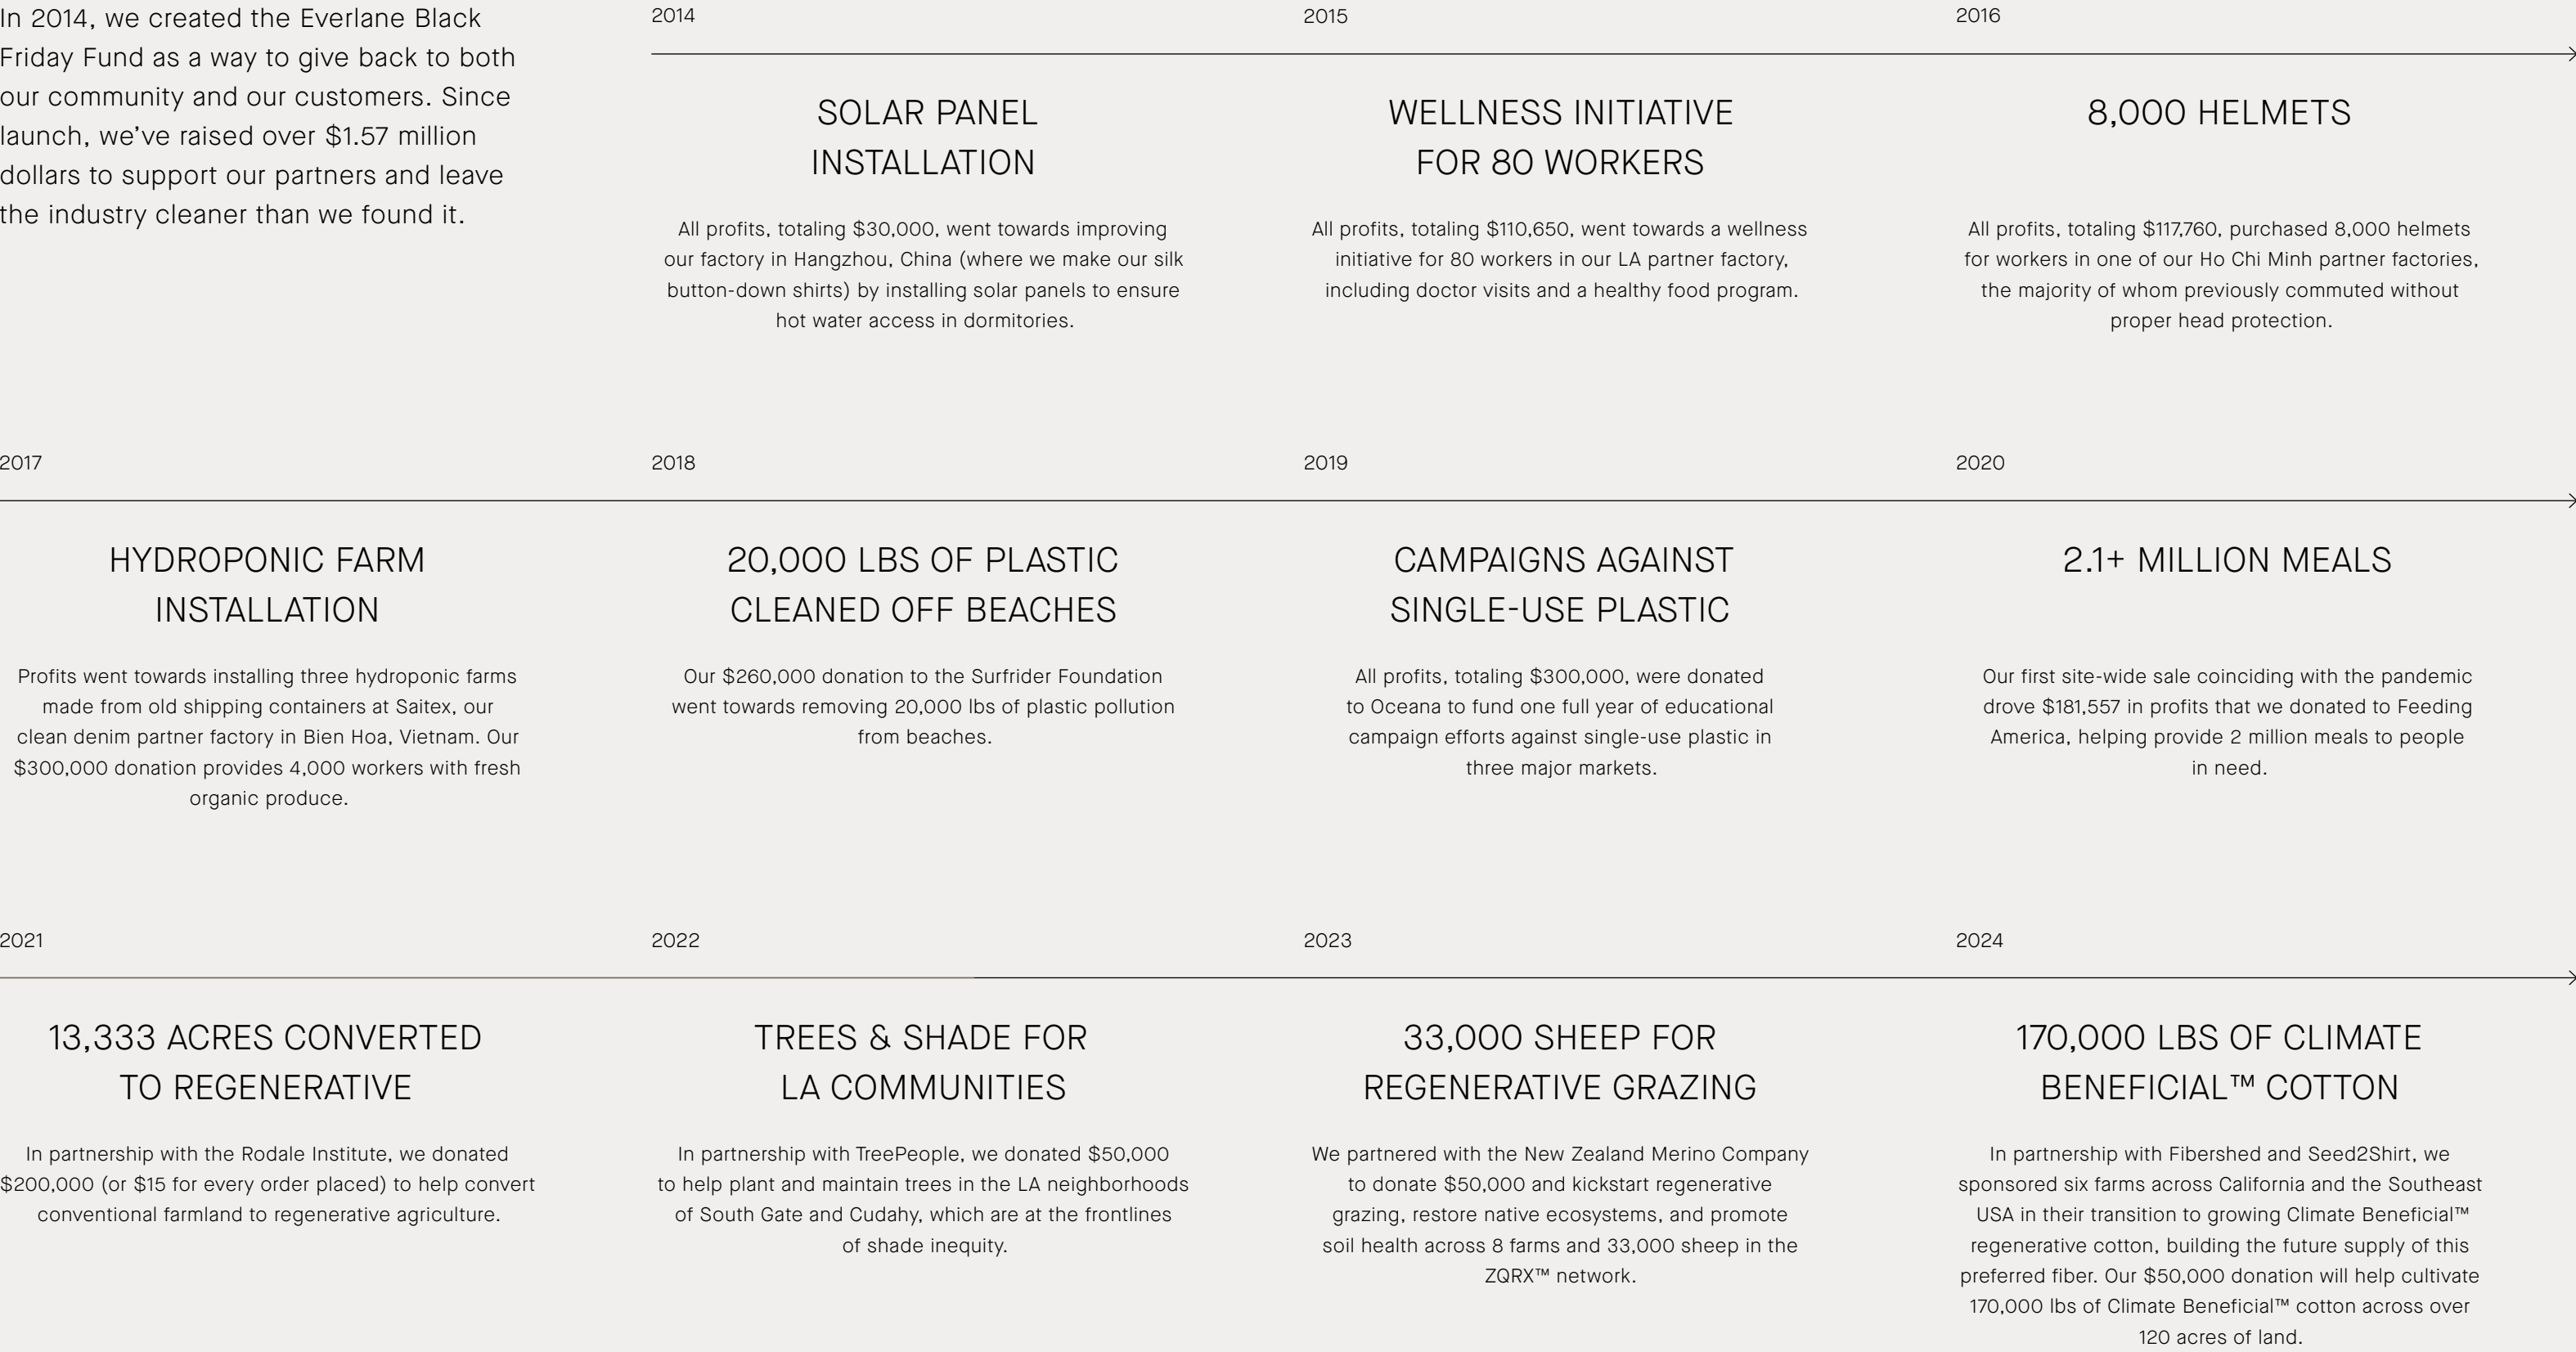 In 2014, we created the Everlane Black
Friday Fund as a way to give back to both
our community and our customers. Since
launch, we’ve raised over $1.57 million
dollars to support our partners and leave
the industry cleaner than we found it.
2014
SOLAR PANEL
INSTALLATION
All profits, totaling $30,000, went towards improving
our factory in Hangzhou, China (where we make our silk
button-down shirts) by installing solar panels to ensure
hot water access in dormitories.
2015
WELLNESS INITIATIVE
FOR 80 WORKERS
All profits, totaling $110,650, went towards a wellness
initiative for 80 workers in our LA partner factory,
including doctor visits and a healthy food program.
2016
8,000 HELMETS
All profits, totaling $117,760, purchased 8,000 helmets
for workers in one of our Ho Chi Minh partner factories,
the majority of whom previously commuted without
proper head protection.
2017
HYDROPONIC FARM
INSTALLATION
Profits went towards installing three hydroponic farms
made from old shipping containers at Saitex, our
clean denim partner factory in Bien Hoa, Vietnam. Our
$300,000 donation provides 4,000 workers with fresh
organic produce.
2018
20,000 LBS OF PLASTIC
CLEANED OFF BEACHES
Our $260,000 donation to the Surfrider Foundation
went towards removing 20,000 lbs of plastic pollution
from beaches.
2019
CAMPAIGNS AGAINST
SINGLE-USE PLASTIC
All profits, totaling $300,000, were donated
to Oceana to fund one full year of educational
campaign efforts against single-use plastic in
three major markets.
2020
2.1+ MILLION MEALS
Our first site-wide sale coinciding with the pandemic
drove $181,557 in profits that we donated to Feeding
America, helping provide 2 million meals to people
in need.
2021
13,333 ACRES CONVERTED
TO REGENERATIVE
In partnership with the Rodale Institute, we donated
$200,000 (or $15 for every order placed) to help convert
conventional farmland to regenerative agriculture.
2022
TREES & SHADE FOR
LA COMMUNITIES
In partnership with TreePeople, we donated $50,000
to help plant and maintain trees in the LA neighborhoods
of South Gate and Cudahy, which are at the frontlines
of shade inequity.
2023
33,000 SHEEP FOR
REGENERATIVE GRAZING
We partnered with the New Zealand Merino Company
to donate $50,000 and kickstart regenerative
grazing, restore native ecosystems, and promote
soil health across 8 farms and 33,000 sheep in the
ZQRX™ network.
2024
170,000 LBS OF CLIMATE
BENEFICIAL™ COTTON
In partnership with Fibershed and Seed2Shirt, we
sponsored six farms across California and the Southeast
USA in their transition to growing Climate Beneficial™
regenerative cotton, building the future supply of this
preferred fiber. Our $50,000 donation will help cultivate
170,000 lbs of Climate Beneficial™ cotton across over
120 acres of land.